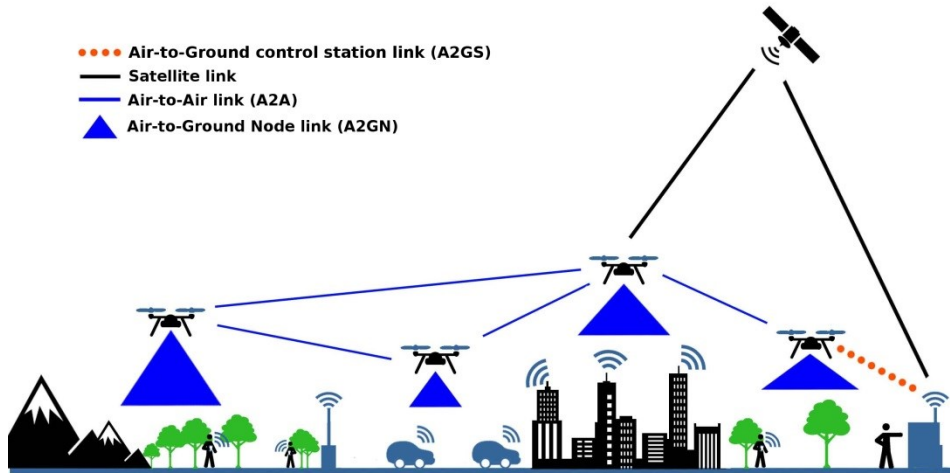 Air-to-Ground control station link (A2GS)
Satellite link
Air-to-Air link (A2A)
Air-to-Ground Node link (A2GN)